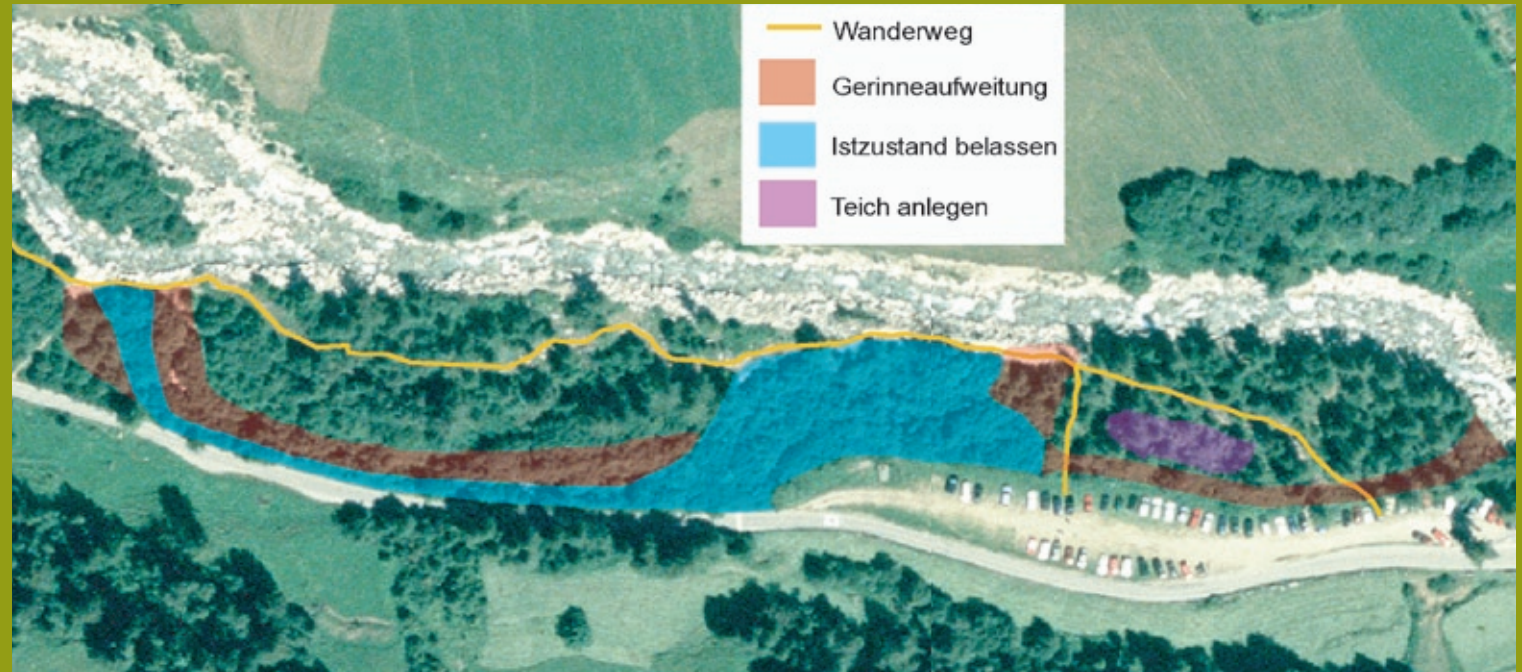 Wanderweg
Gerinneaufweitung
Istzustand belassen
Teich anlegen